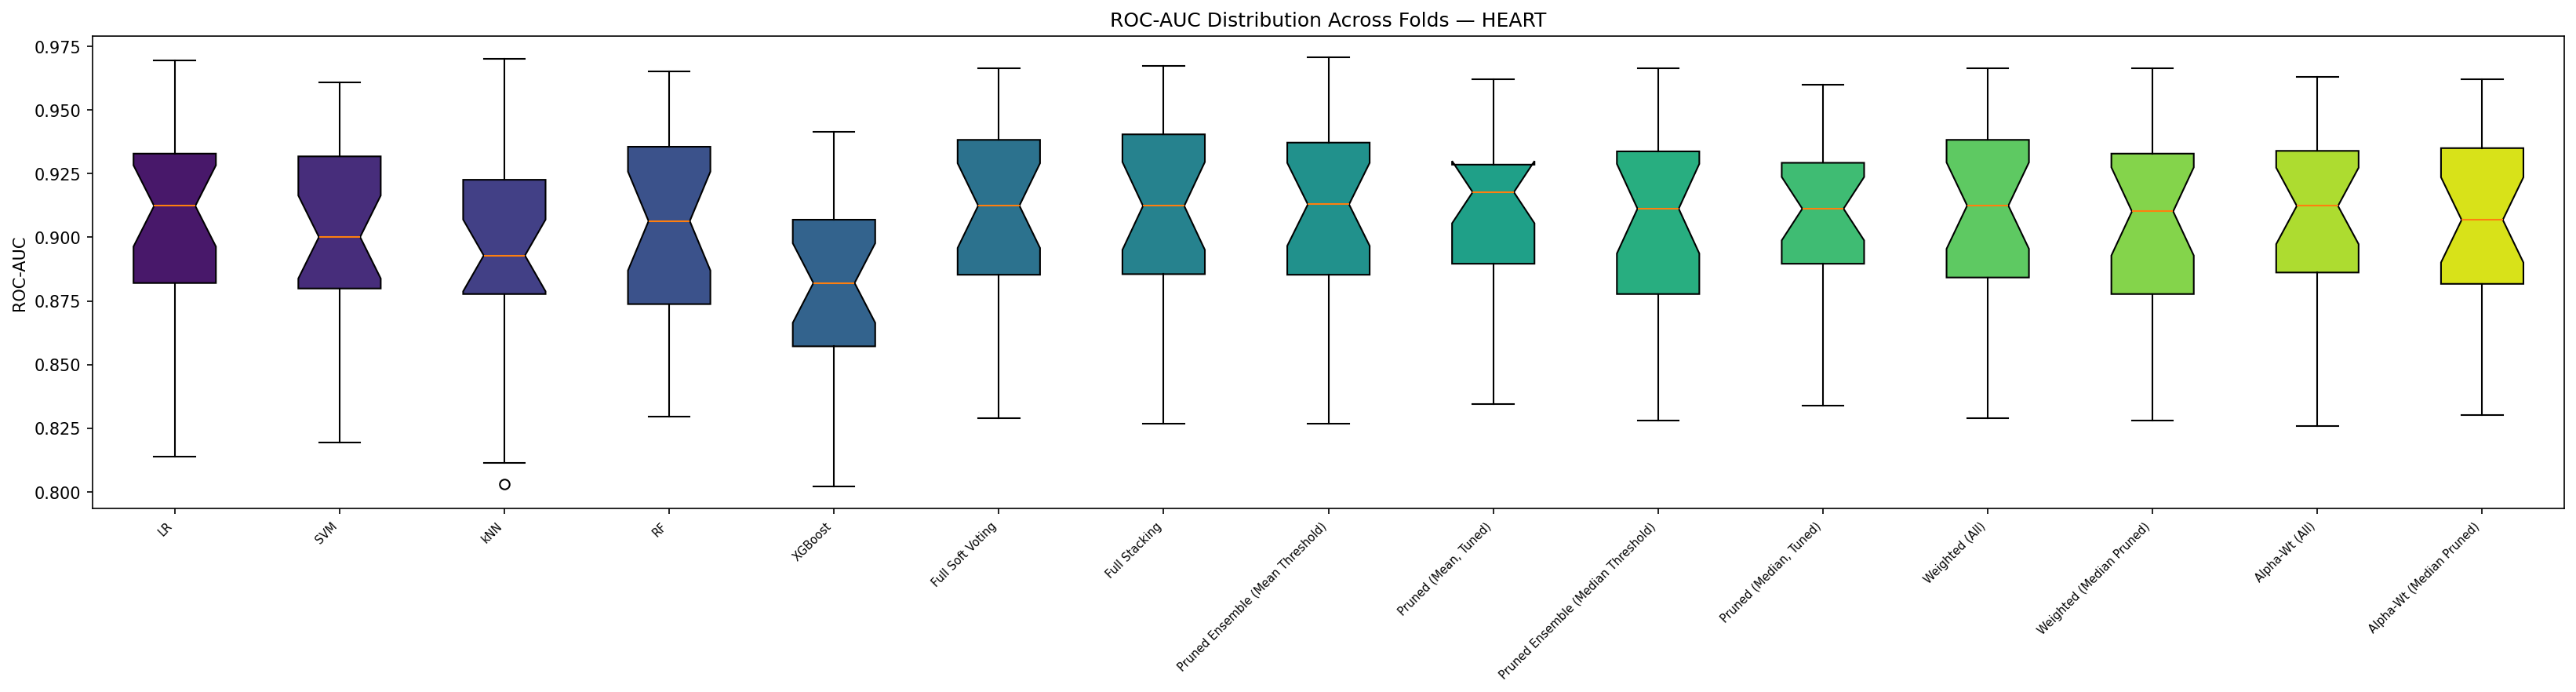 ROC-AUC Distribution Across Folds — HEART
ROC-AUC
0.975
0.950
0.925
0.900
0.875
0.850
0.825
0.800
LR
SVM
kNN
RF
XGBoost
Full Soft Voting
Full Stacking
Pruned Ensemble (Mean Threshold)
Pruned (Mean, Tuned)
Pruned Ensemble (Median Threshold)
Pruned (Median, Tuned)
Weighted (All)
Weighted (Median Pruned)
Alpha-Wt (All)
Alpha-Wt (Median Pruned)